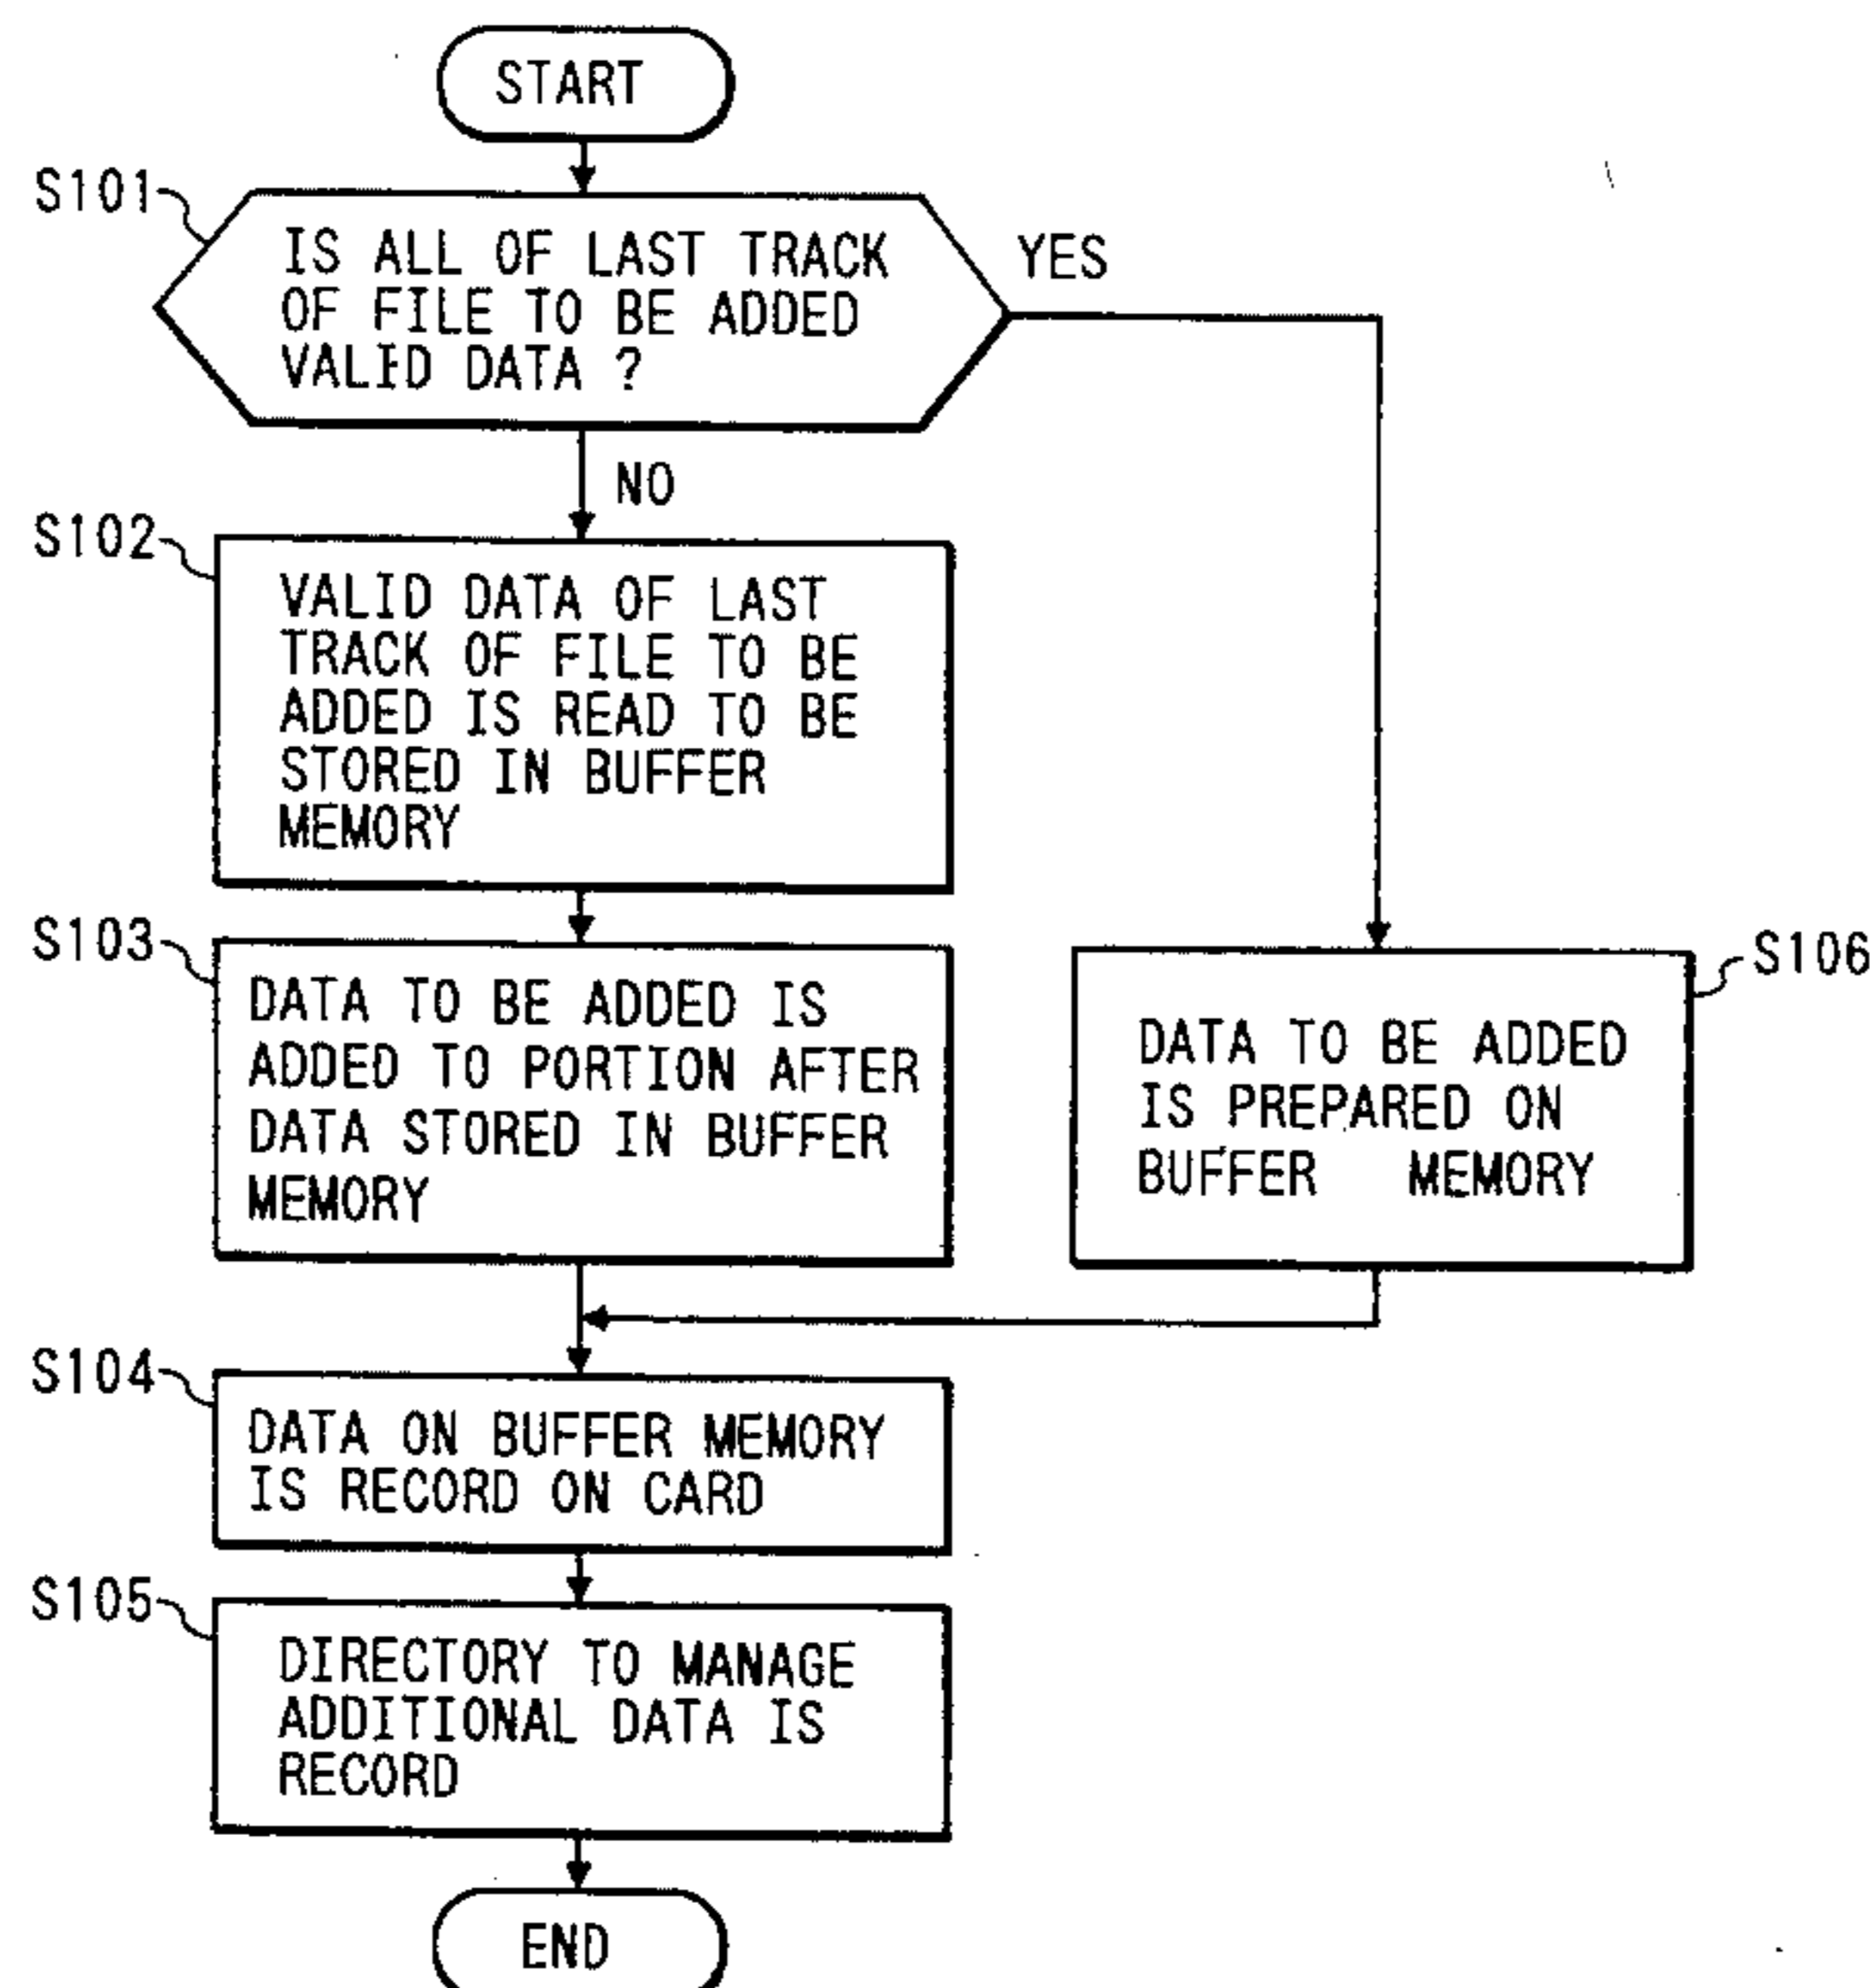 START
S101
IS ALL OF LAST TRACK
OF FILE TO BE ADDED
VALID DATA ?
YES
NO
S102
VALID DATA OF LAST
TRACK OF FILE TO BE
ADDED IS READ TO BE
STORED IN BUFFER
MEMORY
S103
DATA TO BE ADDED IS
ADDED TO PORTION AFTER
DATA STORED IN BUFFER
MEMORY
S106
DATA TO BE ADDED
IS PREPARED ON
BUFFER MEMORY
S104
DATA ON BUFFER MEMORY
IS RECORD ON CARD
S105
DIRECTORY TO MANAGE
ADDITIONAL DATA IS
RECORD
END